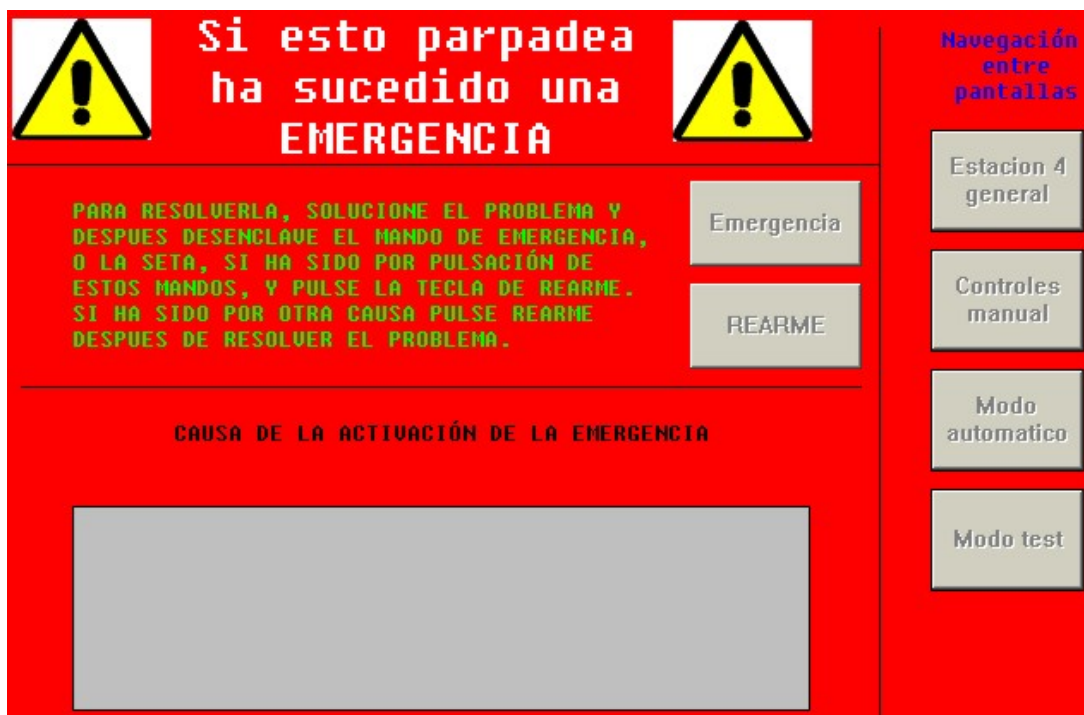 Si esto parpadea
ha sucedido una
EMERGENCIA
PARA RESOLVERLA, SOLUCIONE EL PROBLEMA Y
DESPUES DESENCLAVE EL MANDO DE EMERGENCIA,
O LA SETA, SI HA SIDO POR PULSACIÓN DE
ESTOS MANDOS, Y PULSE LA TECLA DE REARME.
SI HA SIDO POR OTRA CAUSA PULSE REARME
DESPUES DE RESOLVER EL PROBLEMA.
Emergencia
REARME
CAUSA DE LA ACTIVACIÓN DE LA EMERGENCIA
Navegación
entre
pantallas
Estacion 4
general
Controles
manual
Modo
automatico
Modo test